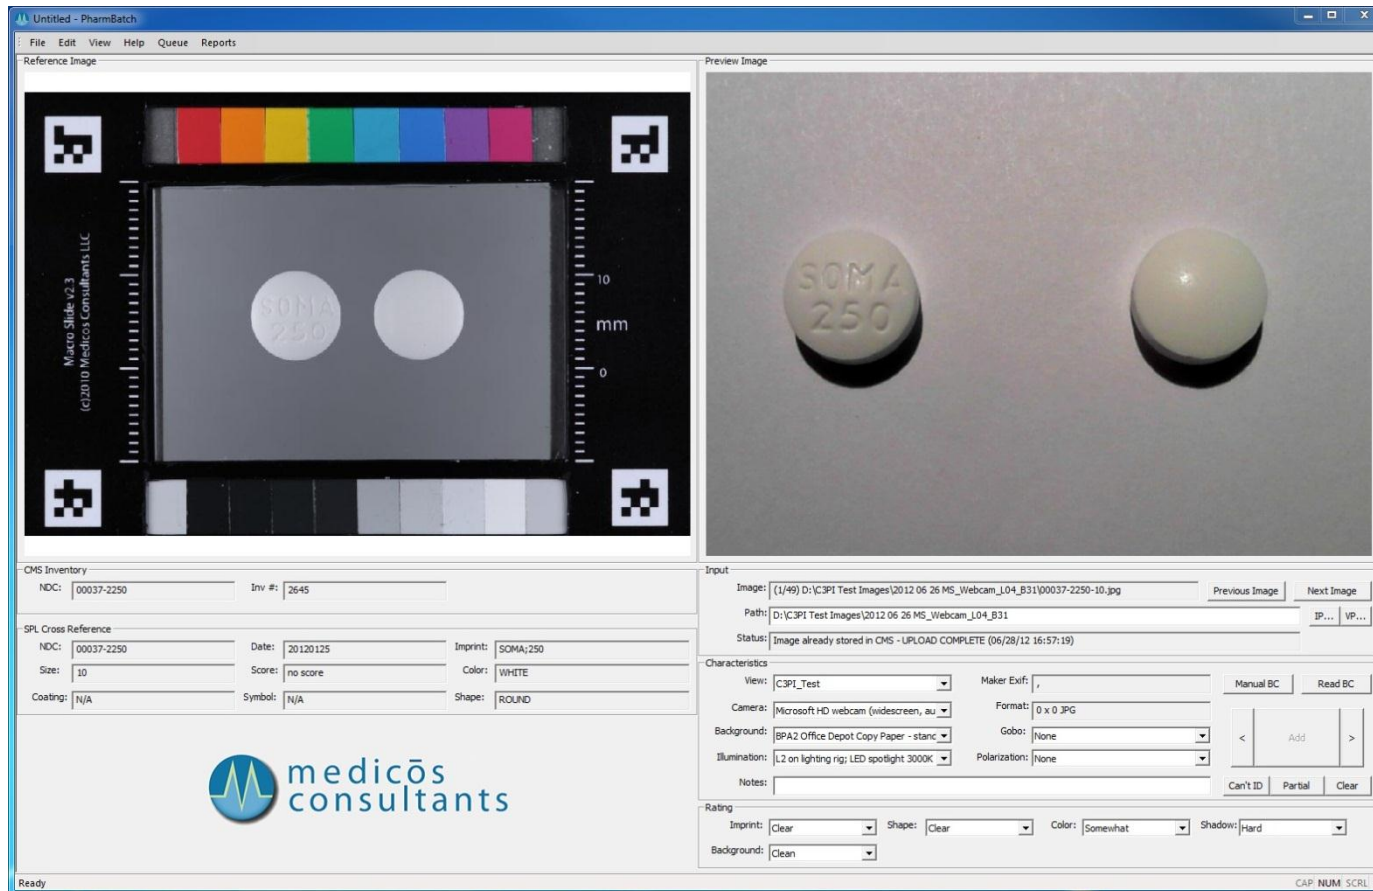 Untitled - PharmBatch
File Edit View Help Queue Reports
Reference Image
Macro Slide v2.3
(c)2010 Medicos Consultants LLC
SOMA
250
10
mm
0
Preview Image
SOMA
250
CMS Inventory
NDC: 00037-2250 Inv #: 2645
SPL Cross Reference
NDC: 00037-2250 Date: 20120125 Imprint: SOMA;250
Size: 10 Score: no score Color: WHITE
Coating: N/A Symbol: N/A Shape: ROUND
medicōs
consultants
Input
Image: (1/49) D:\C3PI Test Images\2012 06 26 MS_Webcam_L04_B31\00037-2250-10.jpg Previous Image Next Image
Path: D:\C3PI Test Images\2012 06 26 MS_Webcam_L04_B31 IP... VP...
Status: Image already stored in CMS - UPLOAD COMPLETE (06/28/12 16:57:19)
Characteristics
View: C3PI_Test Maker Exif: , Manual BC Read BC
Camera: Microsoft HD webcam (widescreen, au Format: 0 x 0 JPG
Background: BPA2 Office Depot Copy Paper - stanc Gobo: None < Add >
Illumination: L2 on lighting rig; LED spotlight 3000K Polarization: None
Notes: Can't ID Partial Clear
Rating
Imprint: Clear Shape: Clear Color: Somewhat Shadow: Hard
Background: Clean
Ready CAP NUM SCRL